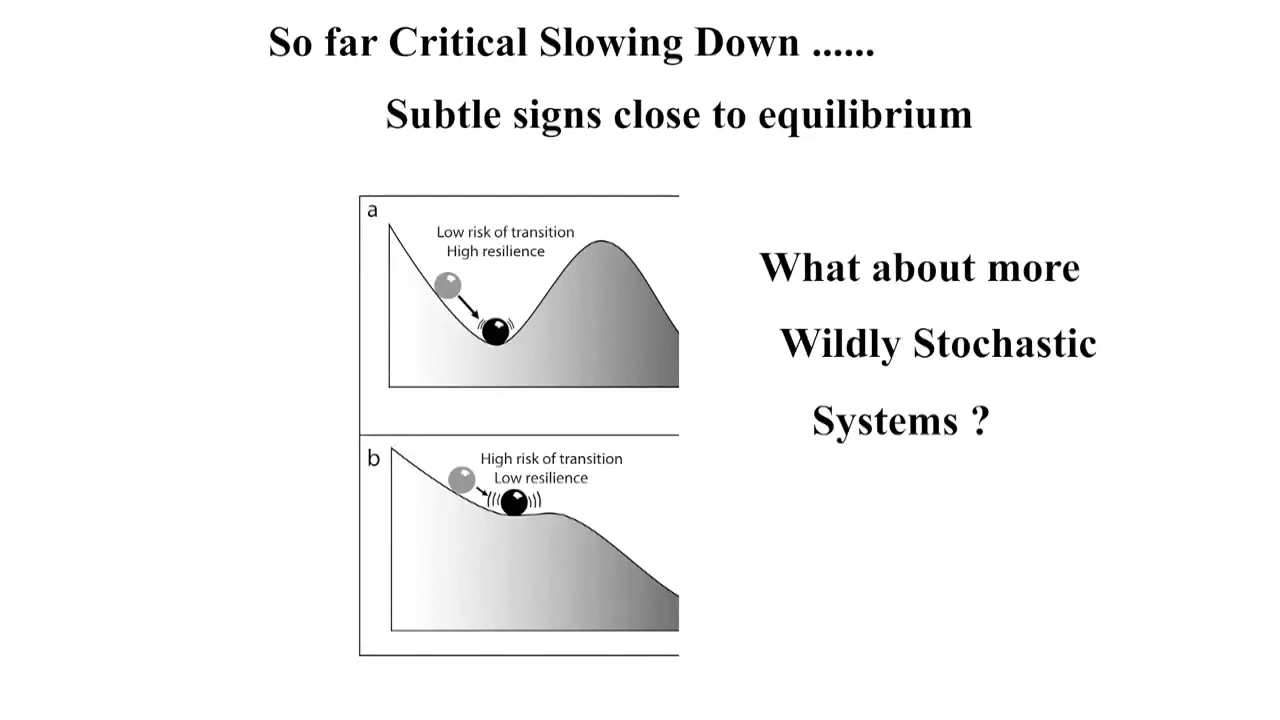 So far Critical Slowing Down ......
Subtle signs close to equilibrium
a
Low risk of transition
High resilience
b
High risk of transition
Low resilience
What about more
Wildly Stochastic
Systems ?